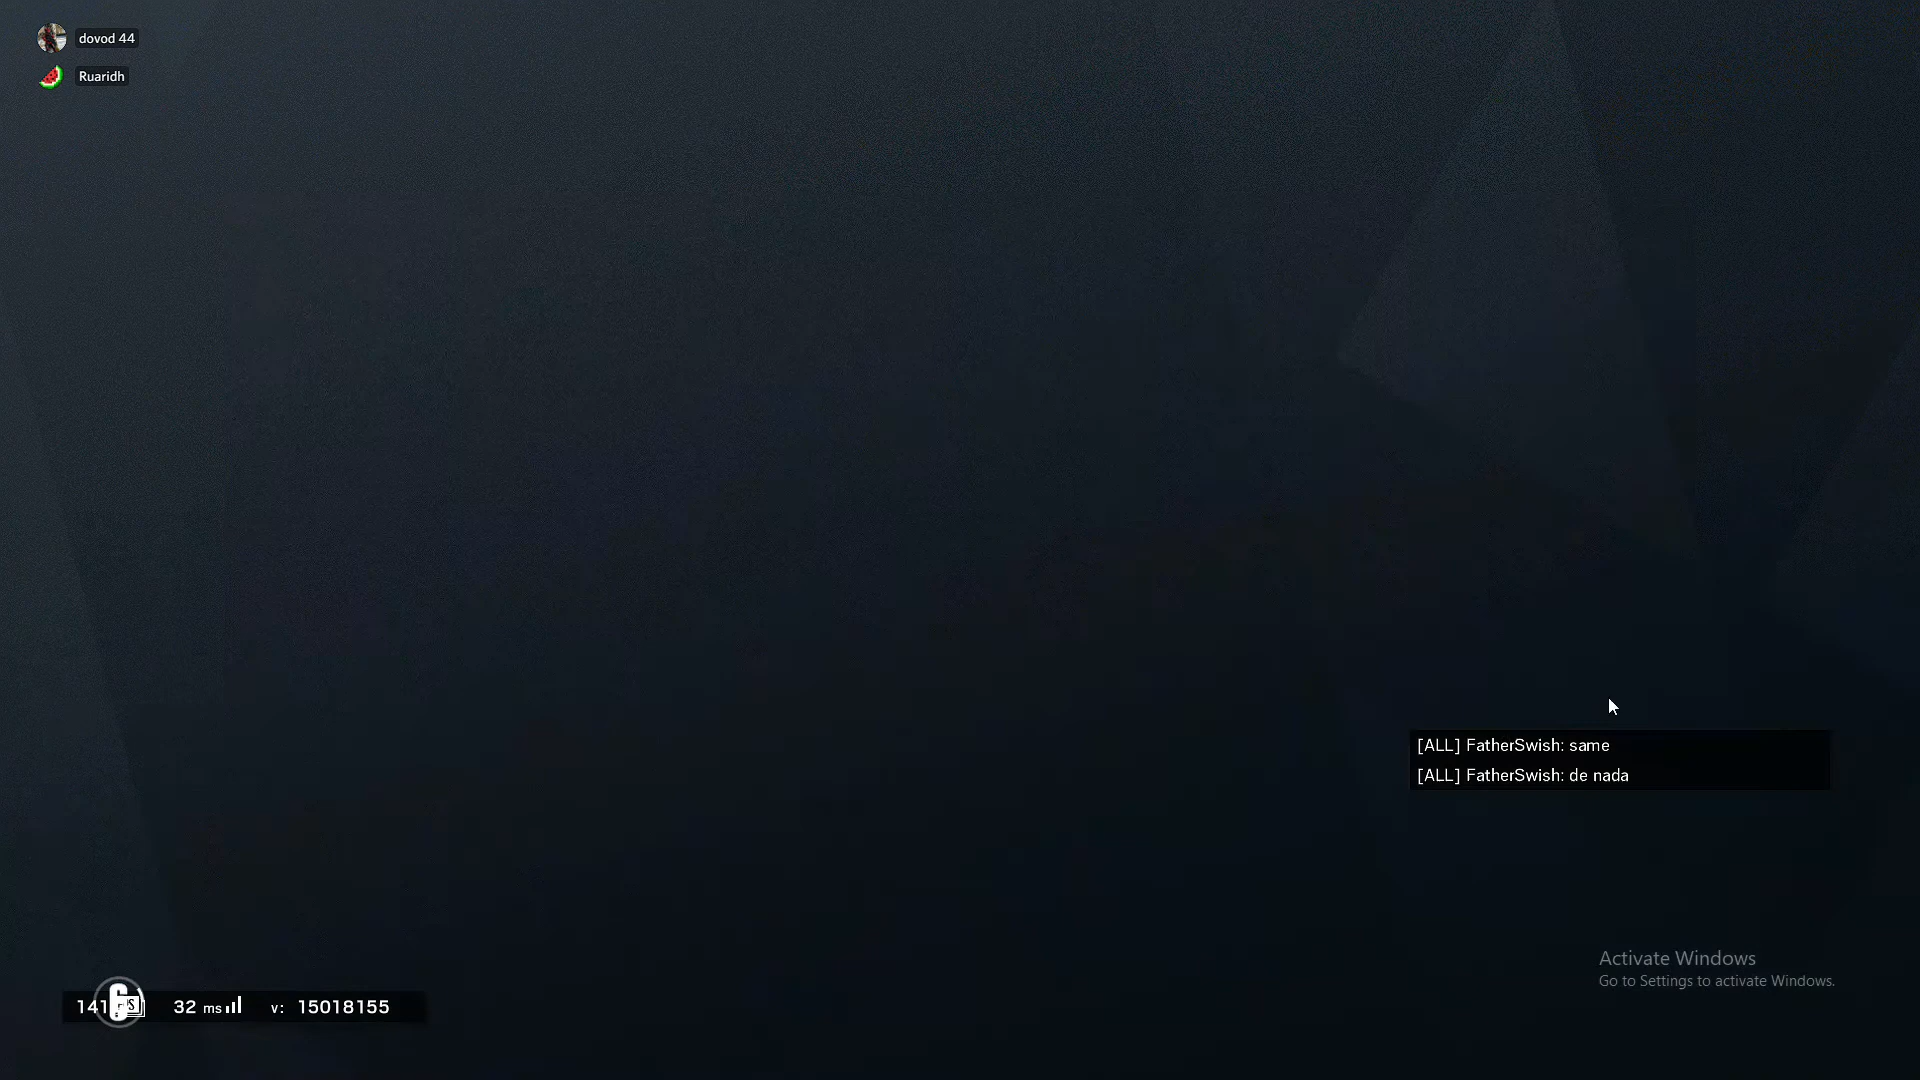 dovod 44
Ruaridh
[ALL] FatherSwish: same
[ALL] FatherSwish: de nada
Activate Windows
Go to Settings to activate Windows.
141 32 ms v: 15018155